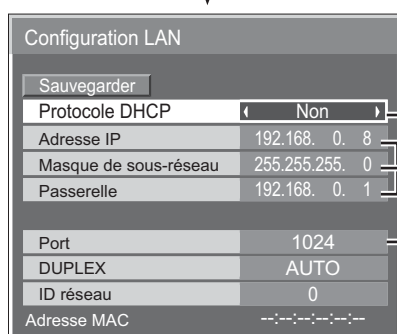 Configuration LAN
Sauvegarder
Protocole DHCP Non
Adresse IP 192.168. 0. 8
Masque de sous-réseau 255.255.255. 0
Passerelle 192.168. 0. 1
Port 1024
DUPLEX AUTO
ID réseau 0
Adresse MAC --:--:--:--:--:--